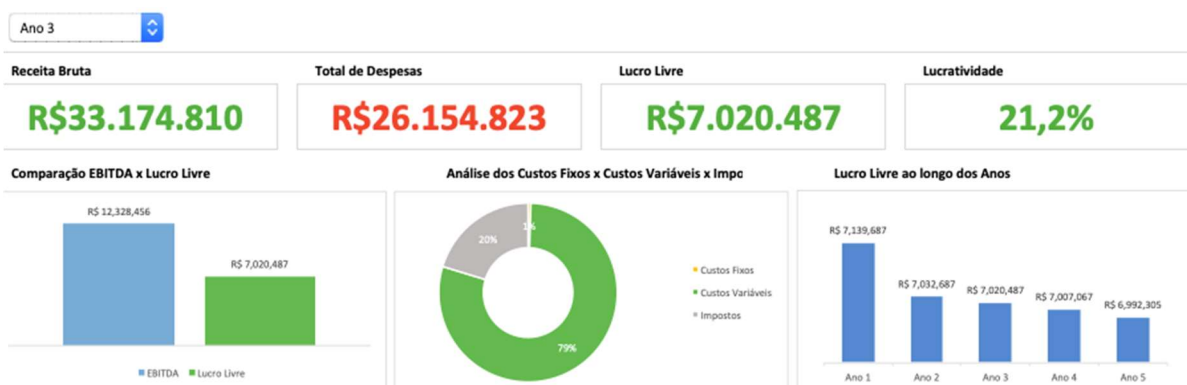 Ano 3
Receita Bruta
Total de Despesas
Lucro Livre
Lucratividade
R$33.174.810
R$26.154.823
R$7.020.487
21,2%
Comparação EBITDA x Lucro Livre
Análise dos Custos Fixos x Custos Variáveis x Impo
Lucro Livre ao longo dos Anos
R$ 12,328,456
R$ 7,020,487
EBITDA
Lucro Livre
1%
20%
79%
Custos Fixos
Custos Variáveis
Impostos
R$ 7,139,687
R$ 7,032,687
R$ 7,020,487
R$ 7,007,067
R$ 6,992,305
Ano 1
Ano 2
Ano 3
Ano 4
Ano 5